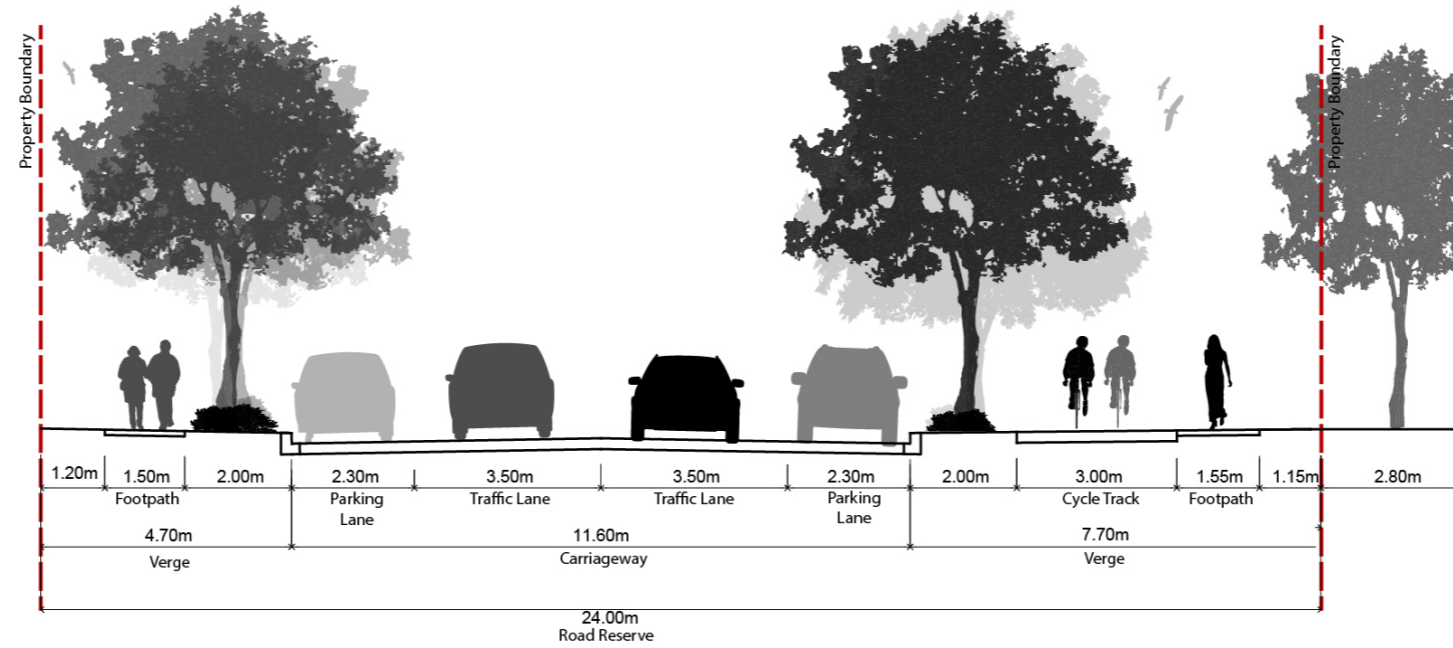 Property Boundary
Property Boundary
1.20m 1.50m 2.00m 2.30m 3.50m 3.50m 2.30m 2.00m 3.00m 1.55m 1.15m 2.80m
Footpath Parking Traffic Lane Traffic Lane Parking Cycle Track Footpath
Lane Lane
4.70m 11.60m 7.70m
Verge Carriageway Verge
24.00m
Road Reserve